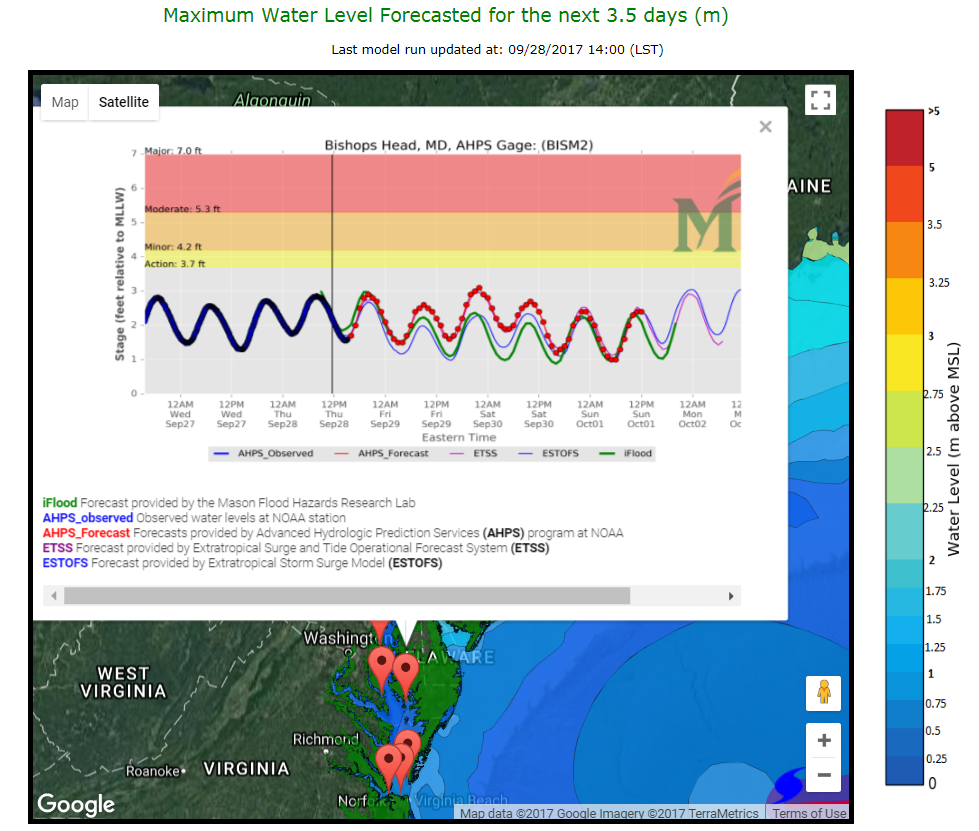 Maximum Water Level Forecasted for the next 3.5 days (m)
Last model run updated at: 09/28/2017 14:00 (LST)
Map Satellite
Algonquin
Bishops Head, MD, AHPS Gage: (BISM2)
Major: 7.0 ft
Moderate: 5.3 ft
Minor: 4.2 ft
Action: 3.7 ft
Stage (feet relative to MLLW)
7
6
5
4
3
2
1
0
M
12AM 12PM 12AM 12PM 12AM 12PM 12AM 12PM 12AM 12PM 12AM 12
Wed Wed Thu Thu Fri Fri Sat Sat Sun Sun Mon M
Sep27 Sep27 Sep28 Sep28 Sep29 Sep29 Sep30 Sep30 Oct01 Oct01 Oct02 Oc
Eastern Time
AHPS_Observed AHPS_Forecast ETSS ESTOFS iFlood
iFlood Forecast provided by the Mason Flood Hazards Research Lab
AHPS_observed Observed water levels at NOAA station
AHPS_Forecast Forecasts provided by Advanced Hydrologic Prediction Services (AHPS) program at NOAA
ETSS Forecast provided by Extratropical Surge and Tide Operational Forecast System (ETSS)
ESTOFS Forecast provided by Extratropical Storm Surge Model (ESTOFS)
AINE
Washington
LAWARE
WEST
VIRGINIA
Richmond
Roanoke
VIRGINIA
Norfolk
Virginia Beach
Google
Map data ©2017 Google Imagery ©2017 TerraMetrics
Terms of Use
>5
5
3.5
3.25
3
2.75
2.5
2.25
2
1.75
1.5
1.25
1
0.75
0.5
0.25
0
Water Level (m above MSL)